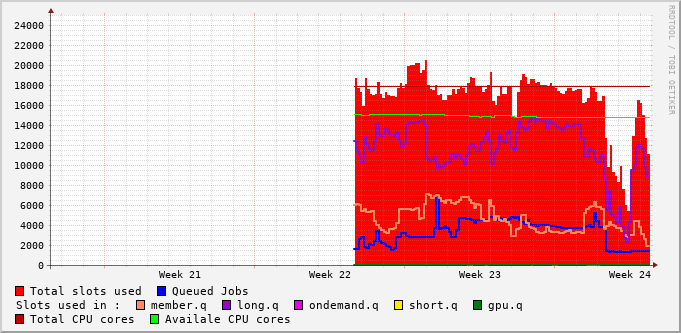 RRDTOOL / TOBI OETIKER
24000
22000
20000
18000
16000
14000
12000
10000
8000
6000
4000
2000
0
Week 21 Week 22 Week 23 Week 24
Total slots used Queued Jobs
Slots used in : member.q long.q ondemand.q short.q gpu.q
Total CPU cores Availale CPU cores